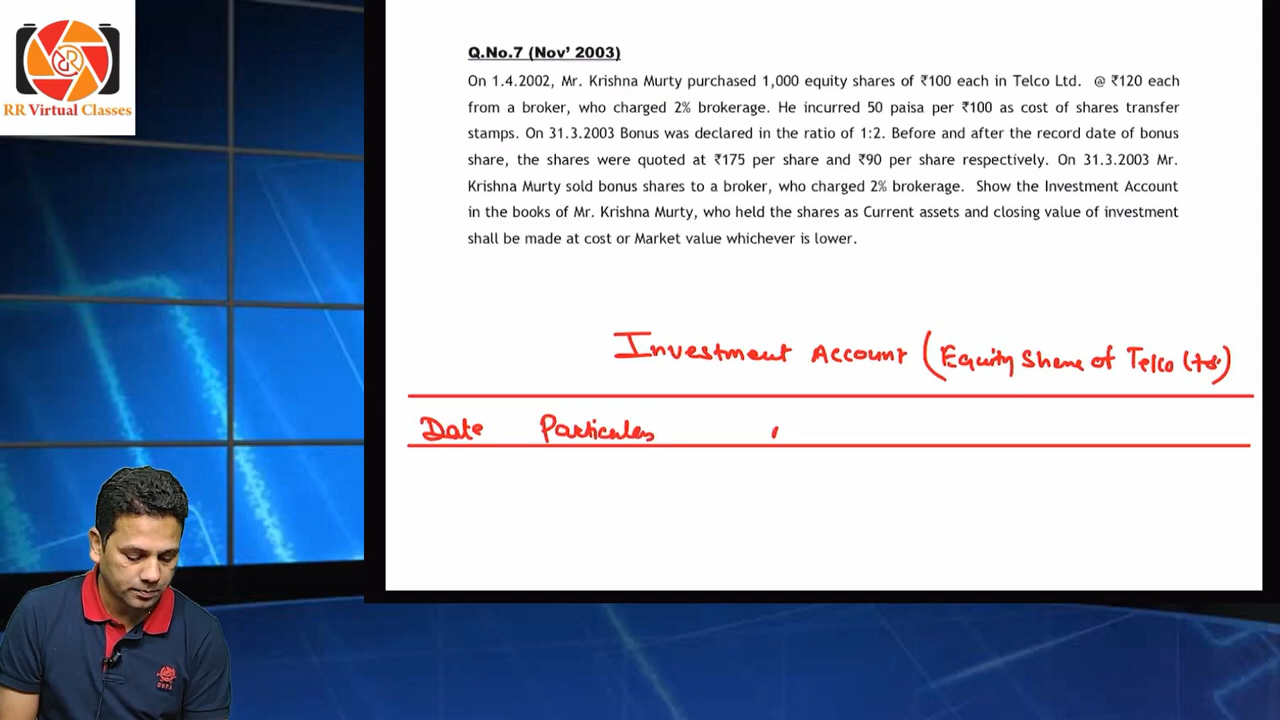 RR Virtual Classes
Q.No.7 (Nov' 2003)
On 1.4.2002, Mr. Krishna Murty purchased 1,000 equity shares of ₹100 each in Telco Ltd. @ ₹120 each
from a broker, who charged 2% brokerage. He incurred 50 paisa per ₹100 as cost of shares transfer
stamps. On 31.3.2003 Bonus was declared in the ratio of 1:2. Before and after the record date of bonus
share, the shares were quoted at ₹175 per share and ₹90 per share respectively. On 31.3.2003 Mr.
Krishna Murty sold bonus shares to a broker, who charged 2% brokerage. Show the Investment Account
in the books of Mr. Krishna Murty, who held the shares as Current assets and closing value of investment
shall be made at cost or Market value whichever is lower.
Investment Account (Equity Share of Telco Ltd.)
Date Particulars